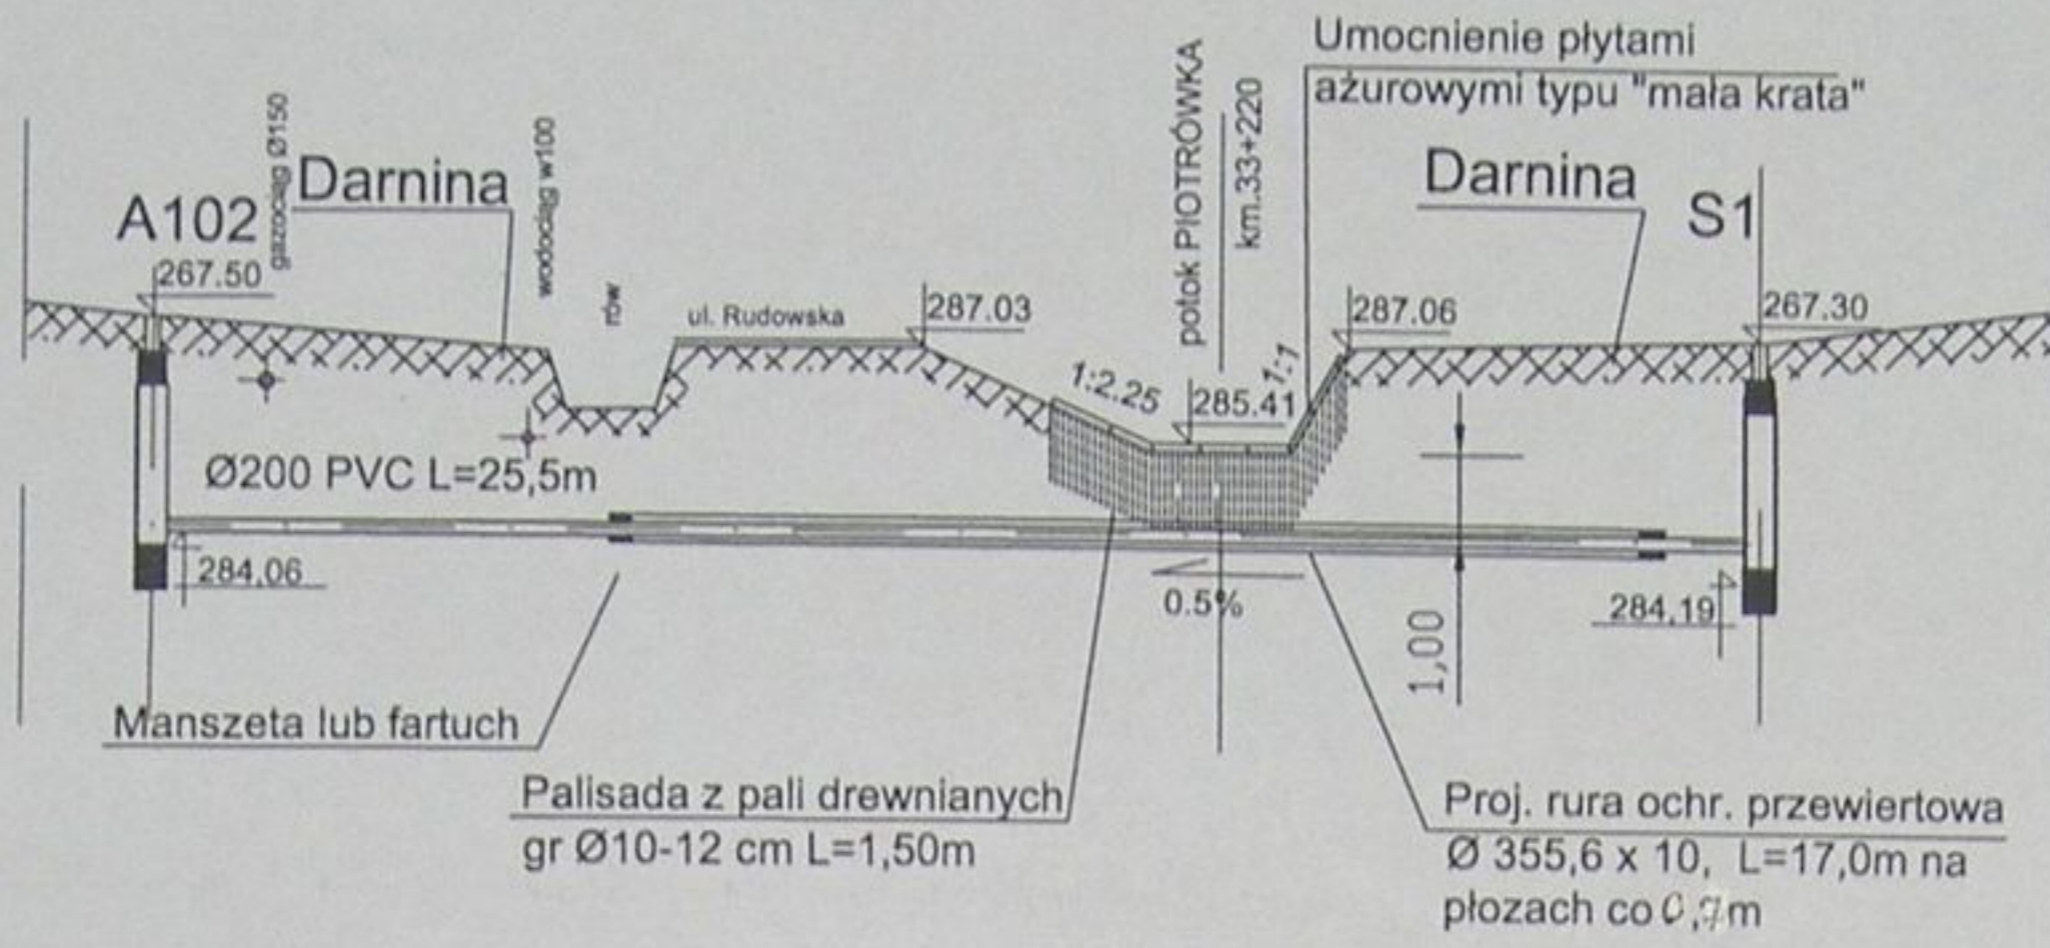 Umocnienie płytami
ażurowymi typu "mała krata"
potok PIOTRÓWKA
km.33+220
gazociąg Ø150
Darnina
wodociąg w100
Darnina
A102
S1
267.50
rów
ul. Rudowska
287.03
287.06
267.30
1:2.25
285.41
1:1
Ø200 PVC L=25,5m
284,06
0.5%
284,19
1,00
Manszeta lub fartuch
Palisada z pali drewnianych
gr Ø10-12 cm L=1,50m
Proj. rura ochr. przewiertowa
Ø 355,6 x 10, L=17,0m na
płozach co 0,7m